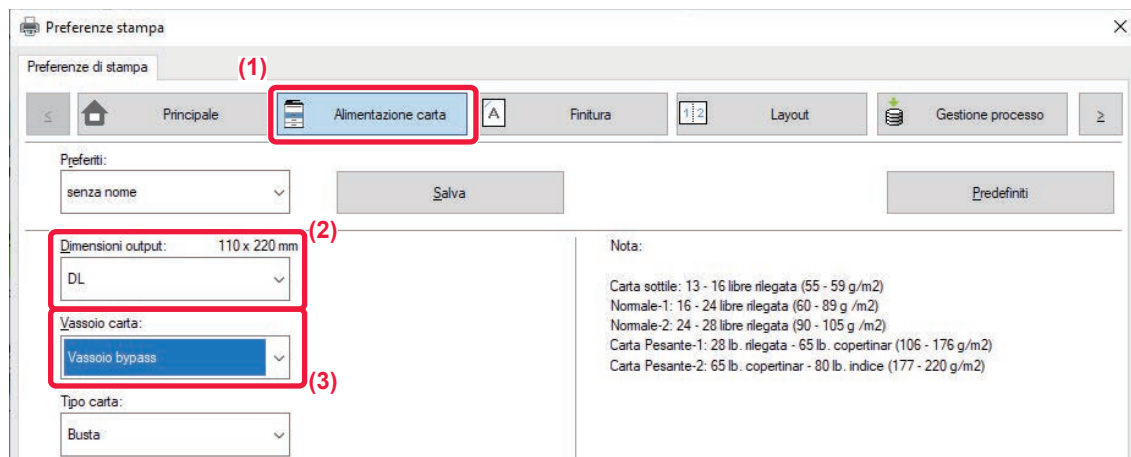 Preferenze stampa
Preferenze di stampa
(1)
< Principale Alimentazione carta A Finitura 1 2 Layout Gestione processo >
Preferiti:
senza nome Salva Predefiniti
(2)
Dimensioni output: 110 x 220 mm
DL
Vassoio carta:
Vassoio bypass
(3)
Tipo carta:
Busta
Nota:
Carta sottile: 13 - 16 libre rilegata (55 - 59 g/m2)
Normale-1: 16 - 24 libre rilegata (60 - 89 g /m2)
Normale-2: 24 - 28 libre rilegata (90 - 105 g /m2)
Carta Pesante-1: 28 lb. rilegata - 65 lb. copertinar (106 - 176 g/m2)
Carta Pesante-2: 65 lb. copertinar - 80 lb. indice (177 - 220 g/m2)